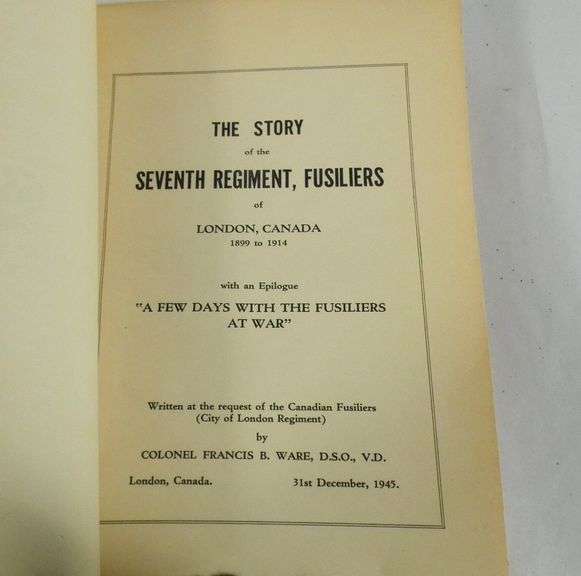 THE STORY
of the
SEVENTH REGIMENT, FUSILIERS
of
LONDON, CANADA
1899 to 1914
with an Epilogue
"A FEW DAYS WITH THE FUSILIERS
AT WAR"
Written at the request of the Canadian Fusiliers
(City of London Regiment)
by
COLONEL FRANCIS B. WARE, D.S.O., V.D.
London, Canada. 31st December, 1945.